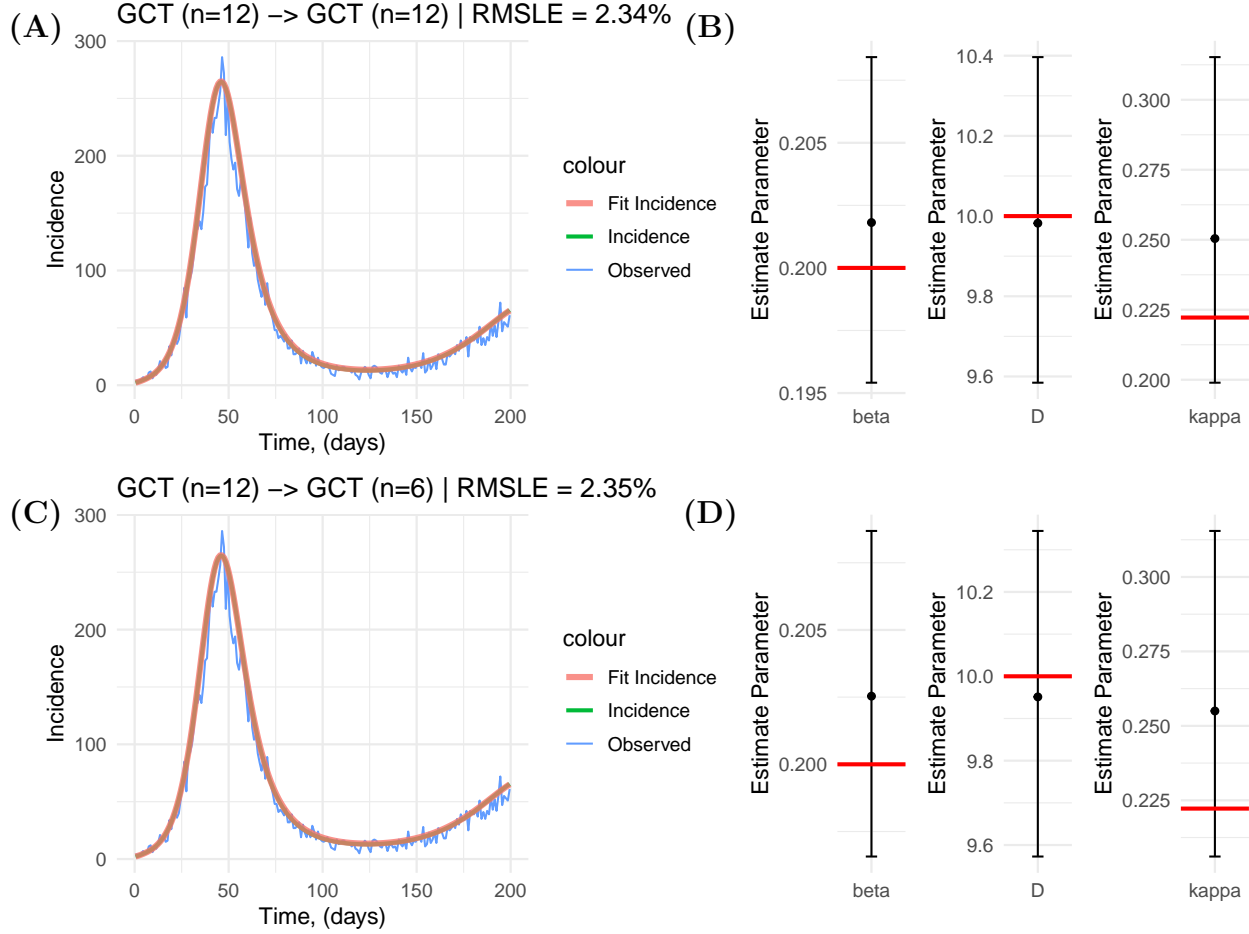 (A)
GCT (n=12) −> GCT (n=12) | RMSLE = 2.34%
300
200
100
0
Incidence
0 50 100 150 200
Time, (days)
colour
Fit Incidence
Incidence
Observed
(B)
Estimate Parameter
0.205
0.200
0.195
beta
Estimate Parameter
10.4
10.2
10.0
9.8
9.6
D
Estimate Parameter
0.300
0.275
0.250
0.225
0.200
kappa
(C)
GCT (n=12) −> GCT (n=6) | RMSLE = 2.35%
300
200
100
0
Incidence
0 50 100 150 200
Time, (days)
colour
Fit Incidence
Incidence
Observed
(D)
Estimate Parameter
0.205
0.200
beta
Estimate Parameter
10.2
10.0
9.8
9.6
D
Estimate Parameter
0.300
0.275
0.250
0.225
kappa